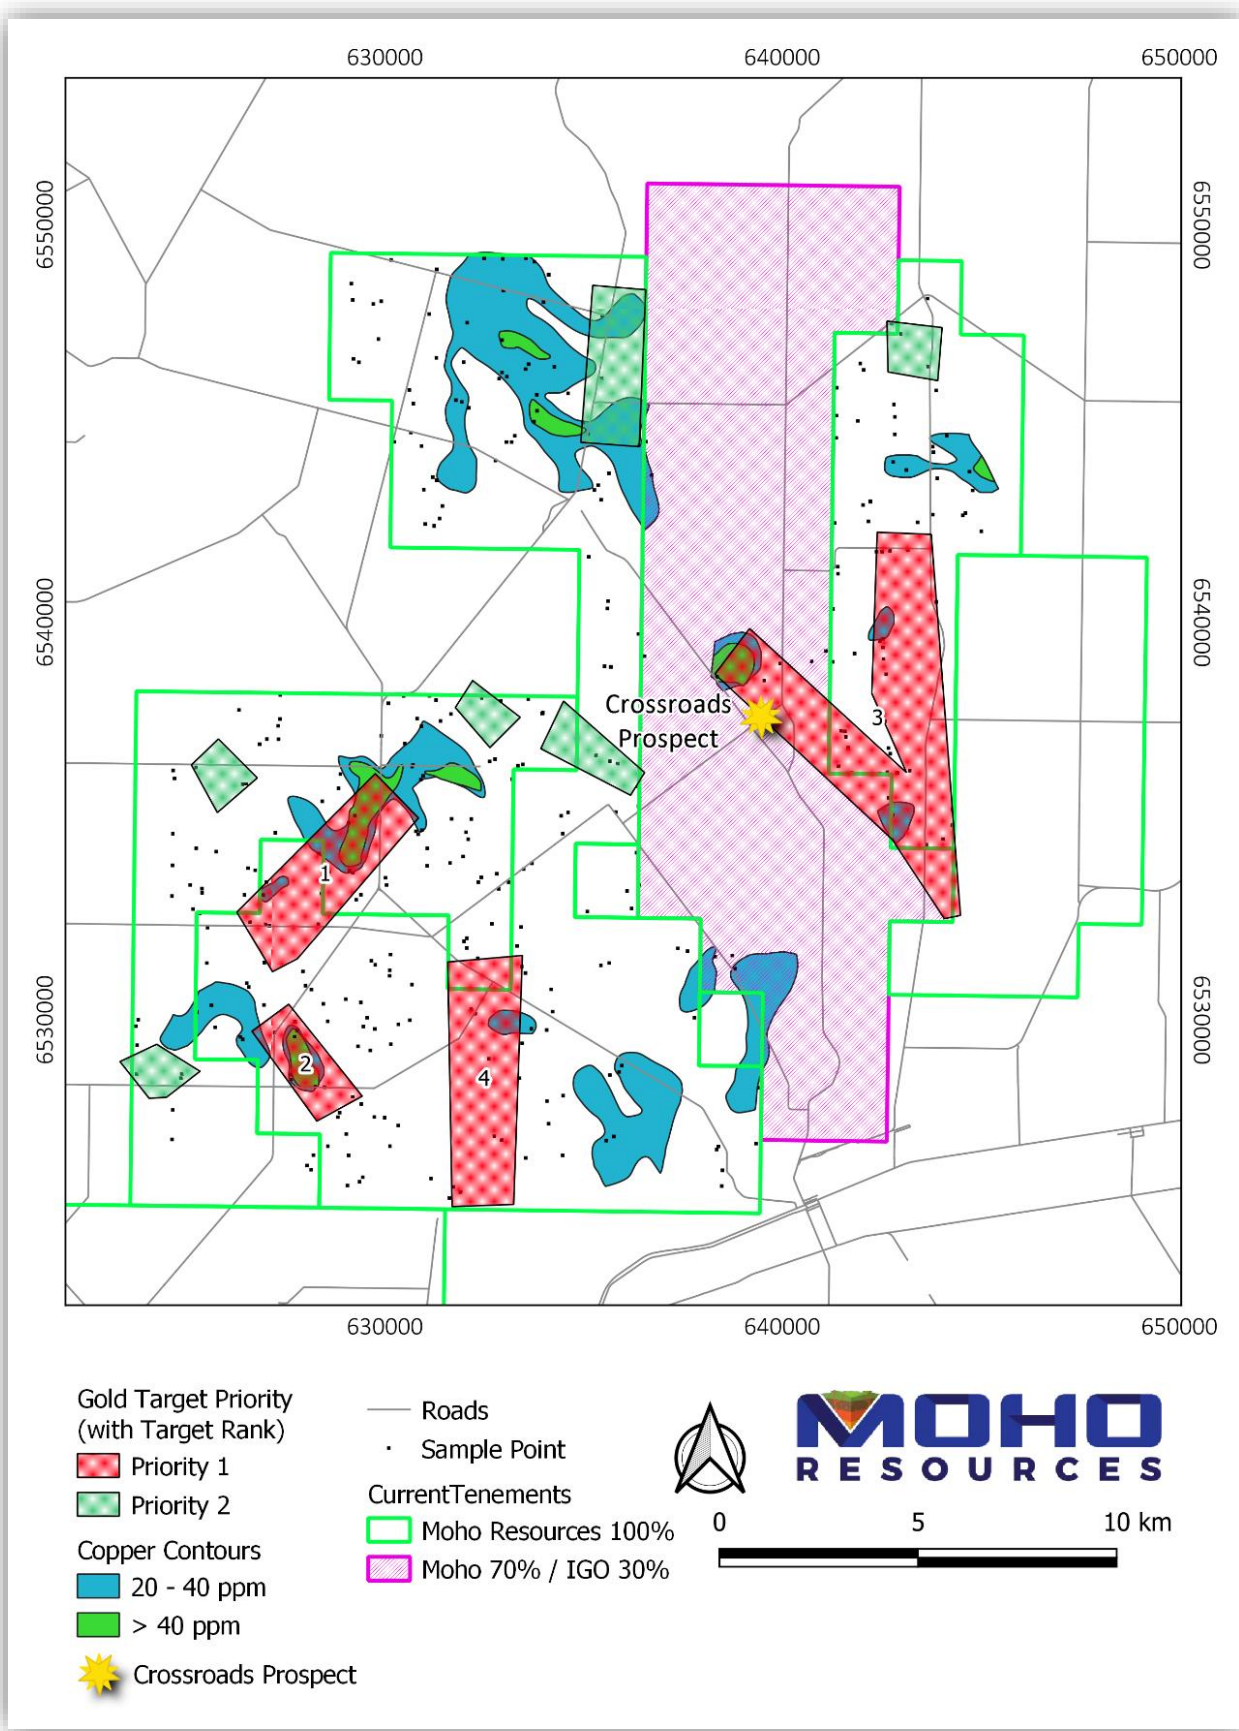 630000
640000
650000
6550000
6550000
6540000
6540000
Crossroads
Prospect
3
1
2
4
6530000
6530000
630000
640000
650000
Gold Target Priority
(with Target Rank)
Priority 1
Priority 2
Copper Contours
20 - 40 ppm
> 40 ppm
Crossroads Prospect
Roads
Sample Point
CurrentTenements
Moho Resources 100%
Moho 70% / IGO 30%
MOHO
RESOURCES
0 5 10 km